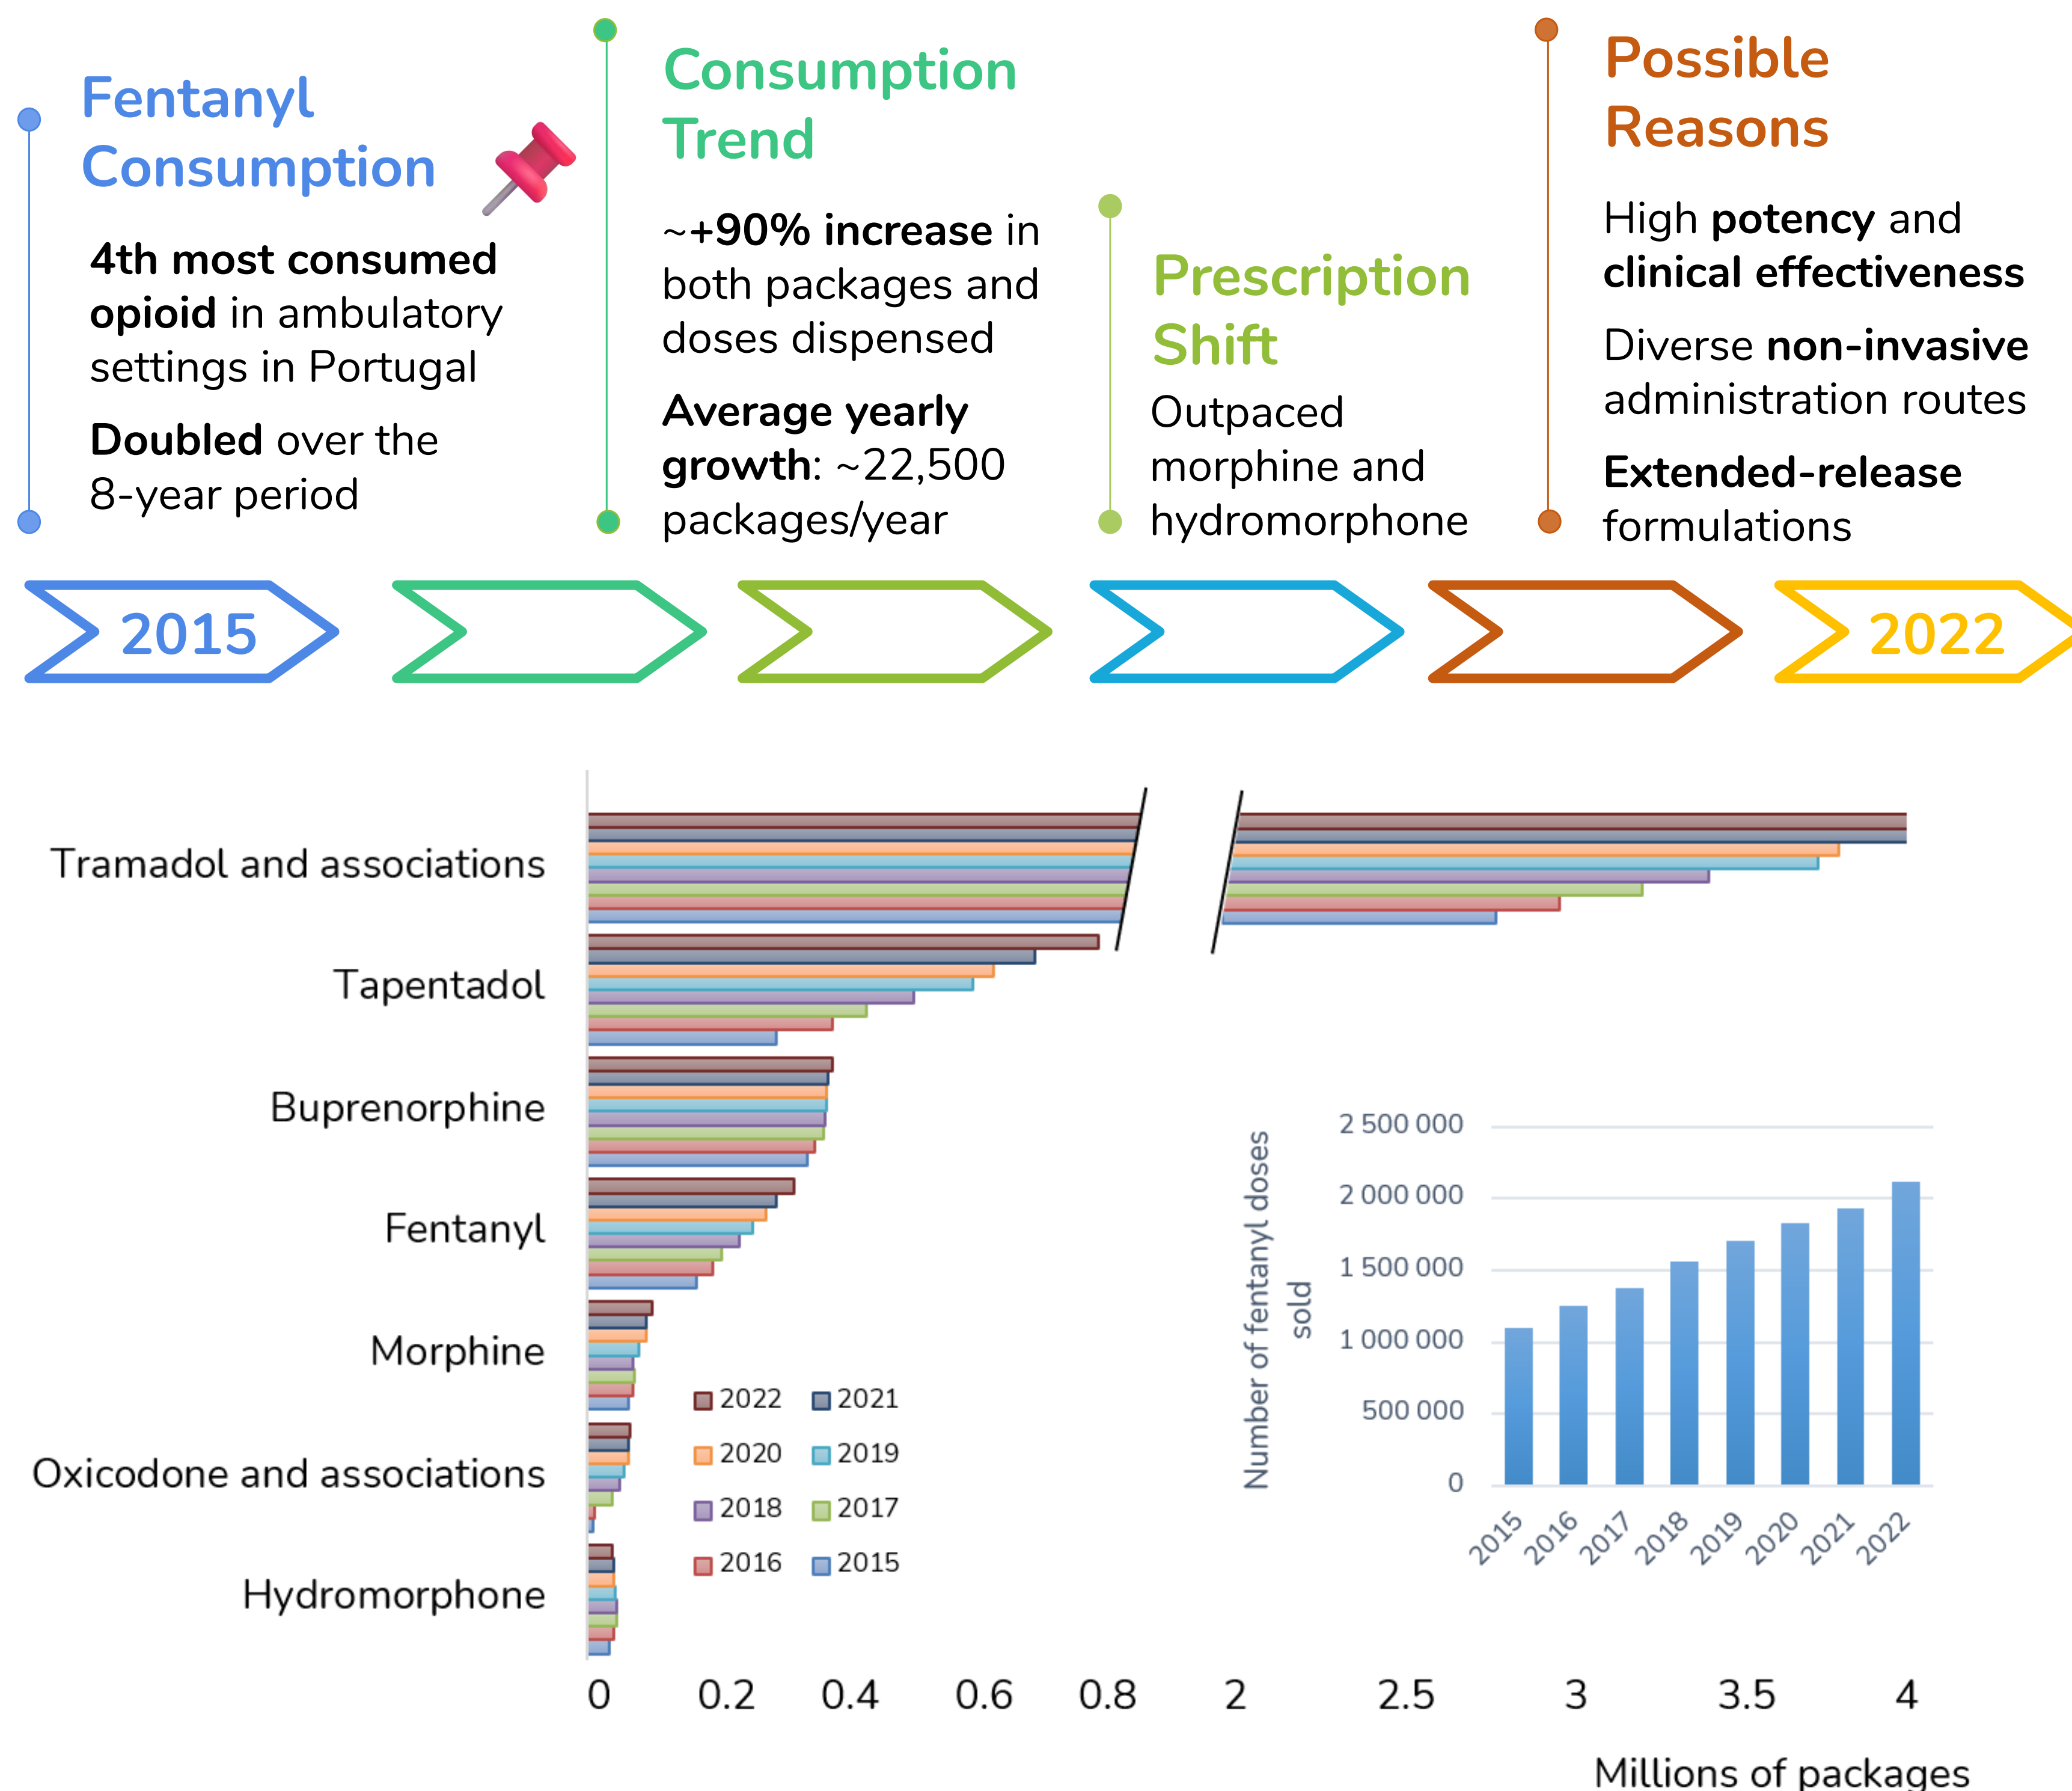 Fentanyl
Consumption
4th most consumed
opioid in ambulatory
settings in Portugal
Doubled over the
8-year period
Consumption
Trend
~+90% increase in
both packages and
doses dispensed
Average yearly
growth: ~22,500
packages/year
Prescription
Shift
Outpaced
morphine and
hydromorphone
Possible
Reasons
High potency and
clinical effectiveness
Diverse non-invasive
administration routes
Extended-release
formulations
2015
2022
Tramadol and associations
Tapentadol
Buprenorphine
Fentanyl
Morphine
Oxicodone and associations
Hydromorphone
2022 2021
2020 2019
2018 2017
2016 2015
0 0.2 0.4 0.6 0.8 2 2.5 3 3.5 4
Millions of packages
Number of fentanyl doses
sold
2 500 000
2 000 000
1 500 000
1 000 000
500 000
0
2015 2016 2017 2018 2019 2020 2021 2022